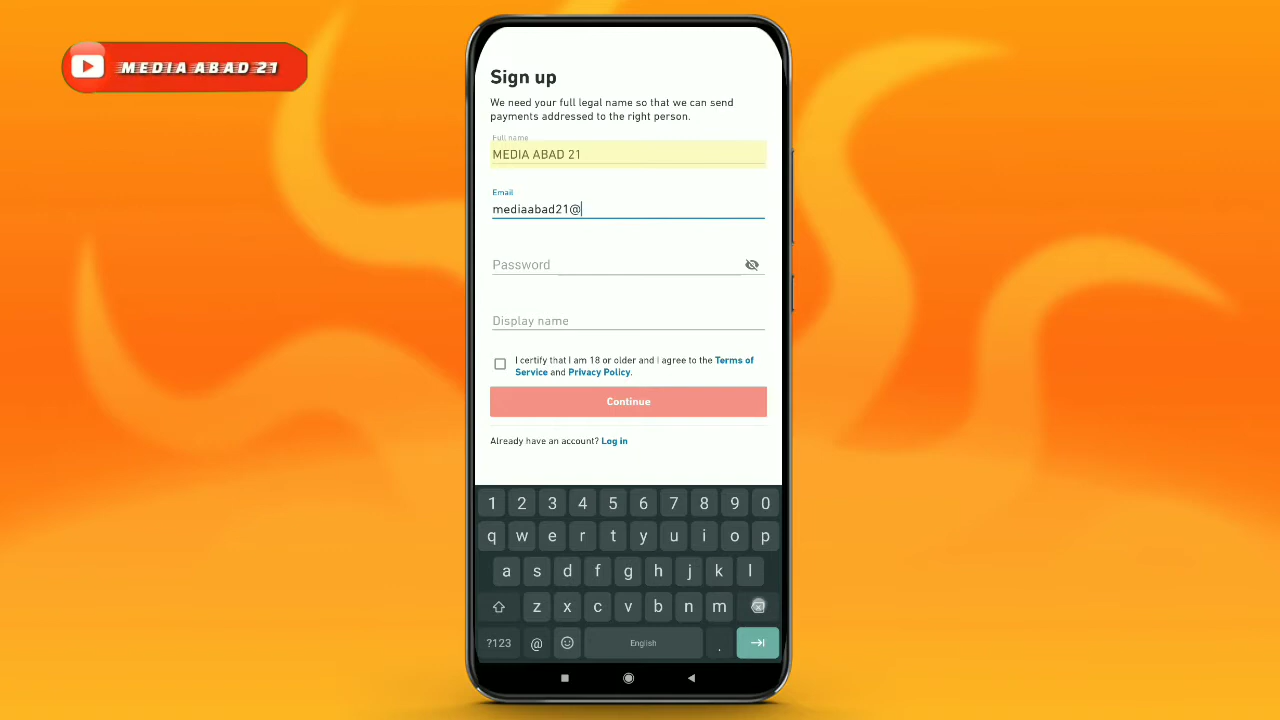 MEDIA ABAD 21
Sign up
We need your full legal name so that we can send
payments addressed to the right person.
Full name
MEDIA ABAD 21
Email
mediaabad21@
Password
Display name
I certify that I am 18 or older and I agree to the Terms of
Service and Privacy Policy.
Continue
Already have an account? Log in
1 2 3 4 5 6 7 8 9 0
q w e r t y u i o p
a s d f g h j k l
z x c v b n m
?123 @ English .